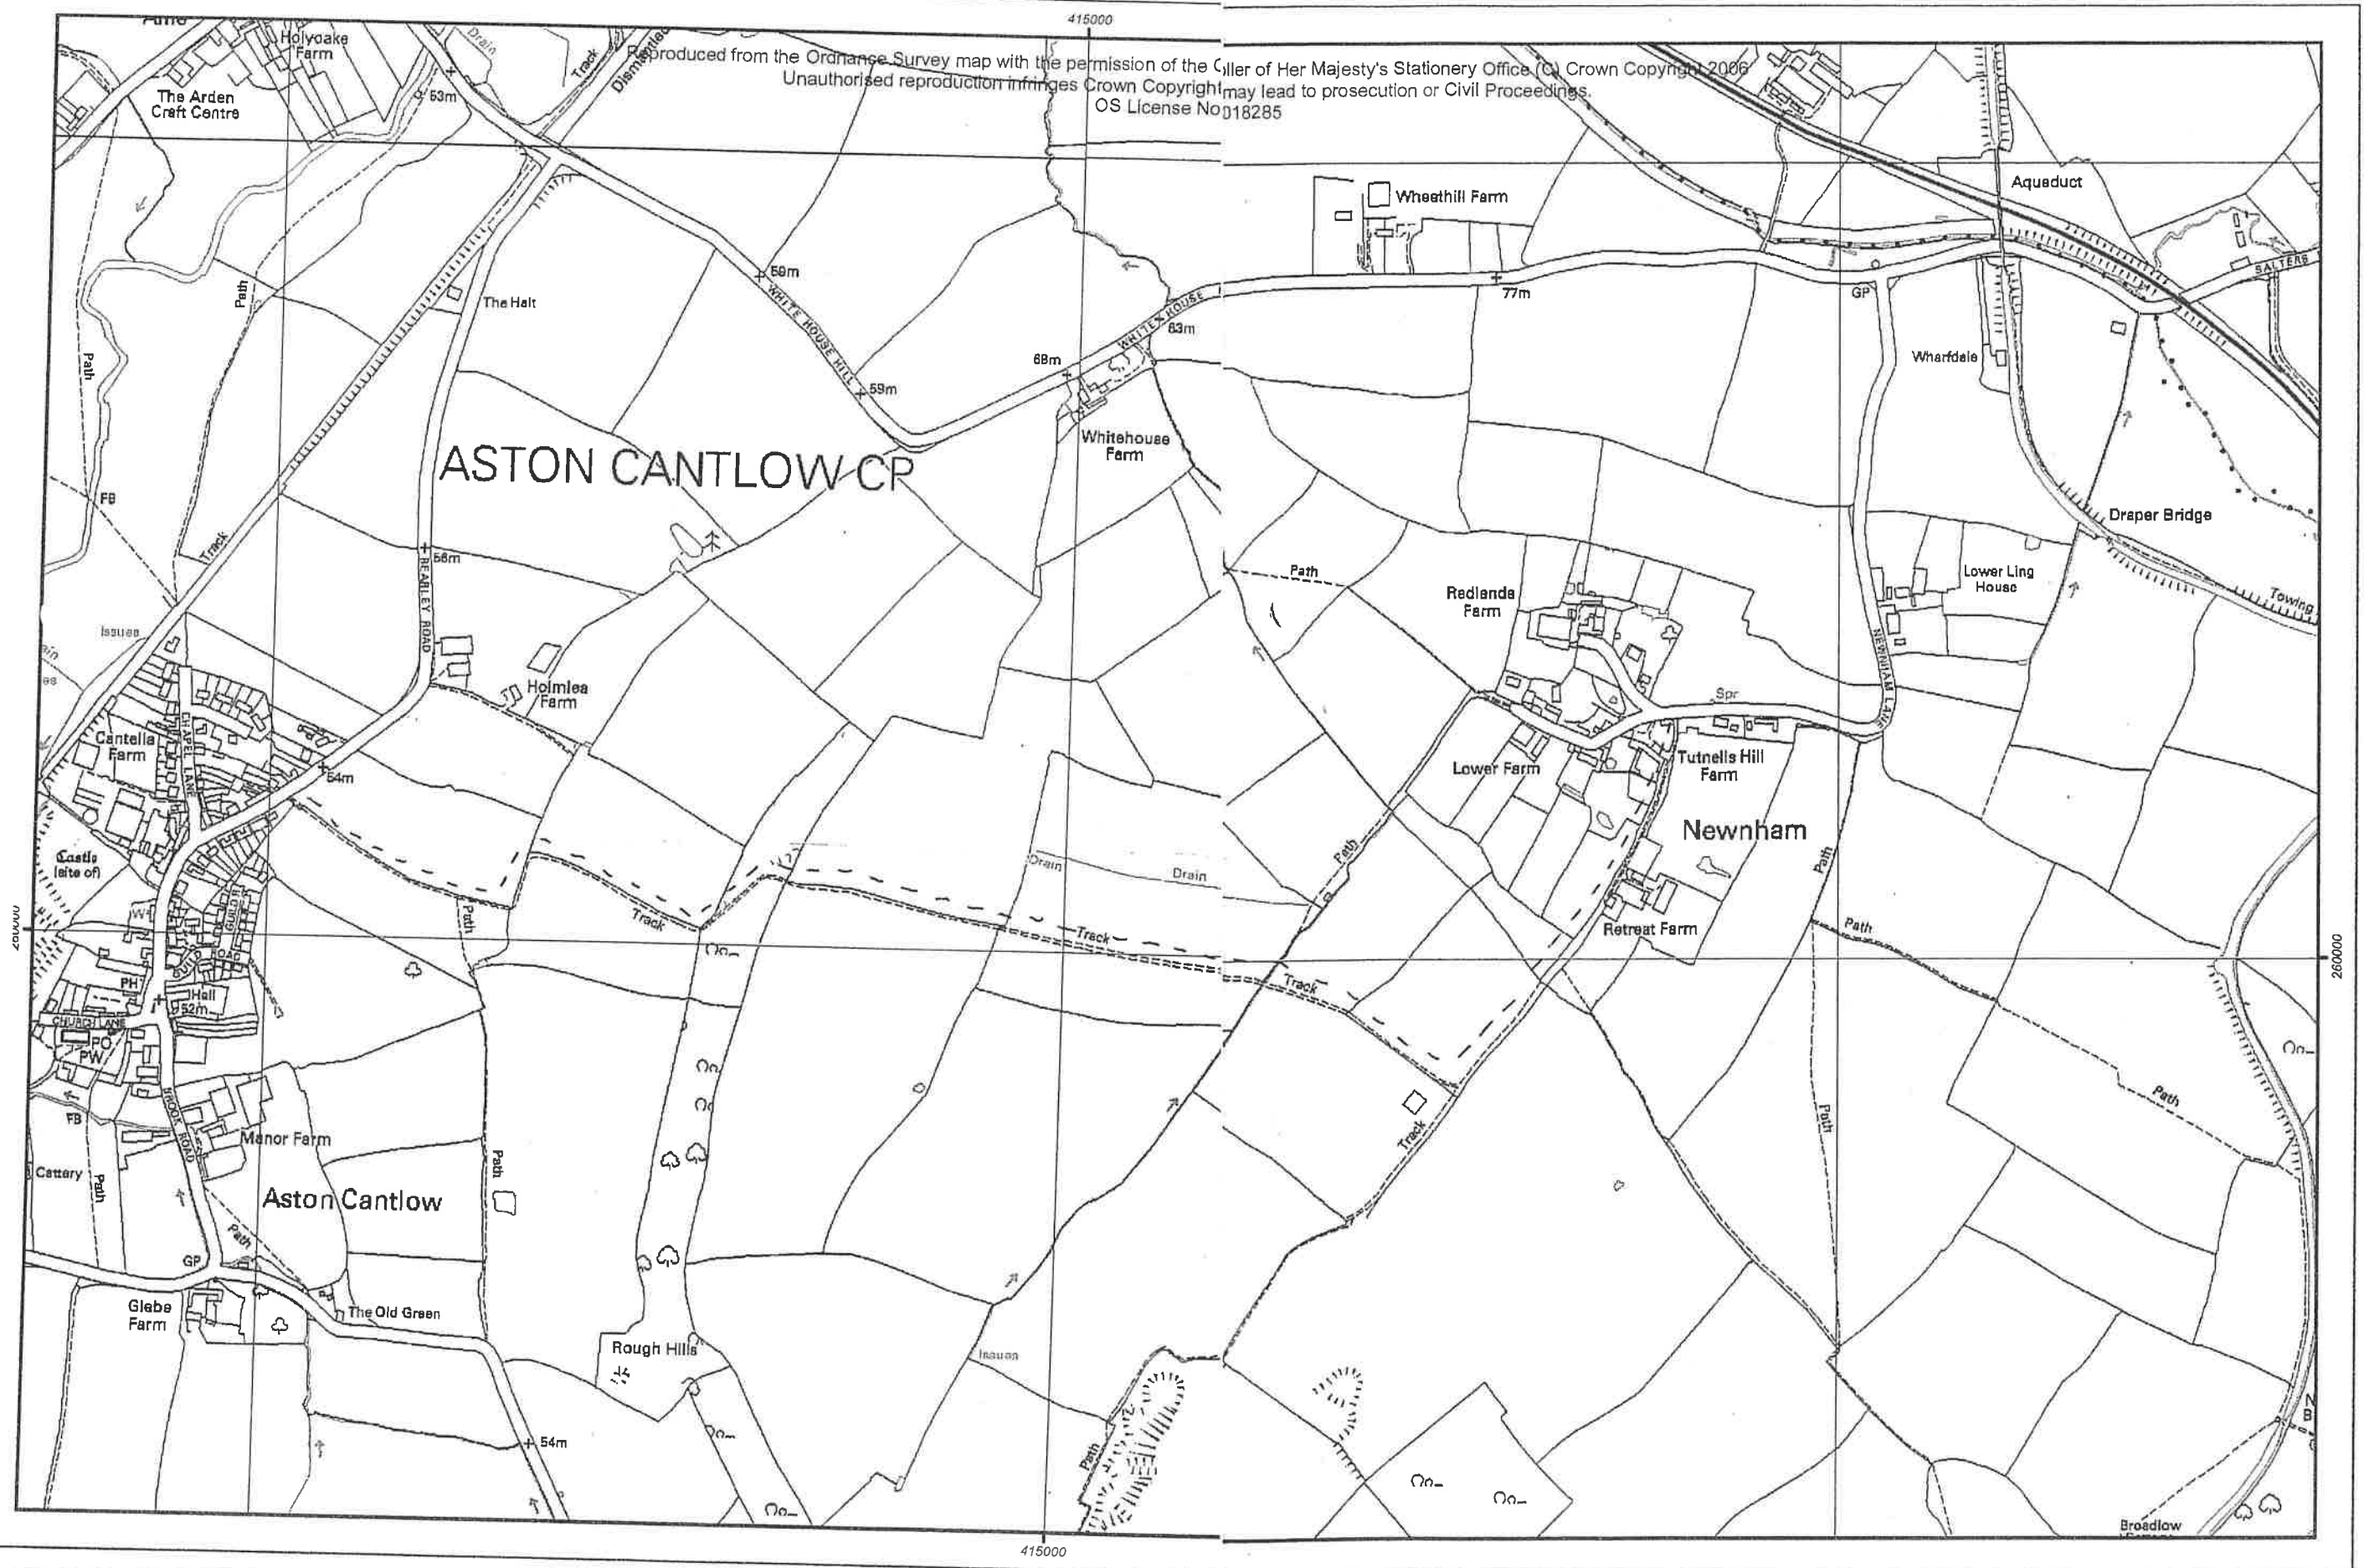 415000
Holyoake
Farm
Drain
Track
Reproduced from the Ordnance Survey map with the permission of the C
ller of Her Majesty's Stationery Office (C) Crown Copyright 2006
Unauthorised reproduction infringes Crown Copyright
may lead to prosecution or Civil Proceedings.
OS License No
018285
The Arden
Craft Centre
53m
Aqueduct
Wheathill Farm
Path
The Halt
59m
WHITE HOUSE HILL
WHITE HOUSE
63m
77m
GP
SALTERS
Path
68m
59m
Wharfdale
Whitehouse
Farm
ASTON CANTLOW CP
FB
Track
56m
BEARLEY ROAD
Draper Bridge
Path
Redlands
Farm
Lower Ling
House
Towing
Issues
NEWNHAM LANE
Holmlea
Farm
Spr
CHAPEL LANE
Cantella
Farm
54m
Lower Farm
Tutnells Hill
Farm
Newnham
Castle
(site of)
Drain
Drain
Path
Path
GUILD R
Path
Track
Track
Retreat Farm
Path
260000
260000
PH
Hall
52m
Track
CHURCH LANE
PO
PW
FB
BROOK ROAD
Manor Farm
Path
Path
Track
Cattery
Path
Path
Aston Cantlow
Path
GP
Glebe
Farm
The Old Green
Rough Hills
Issues
54m
Path
Broadlow
415000